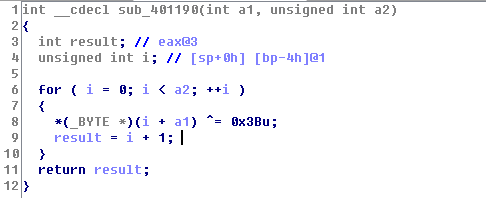 1 int __cdecl sub_401190(int a1, unsigned int a2)
2 {
3 int result; // eax@3
4 unsigned int i; // [sp+0h] [bp-4h]@1
5
6 for ( i = 0; i < a2; ++i )
7 {
8 *(_BYTE *)(i + a1) ^= 0x3Bu;
9 result = i + 1;
10 }
11 return result;
12 }